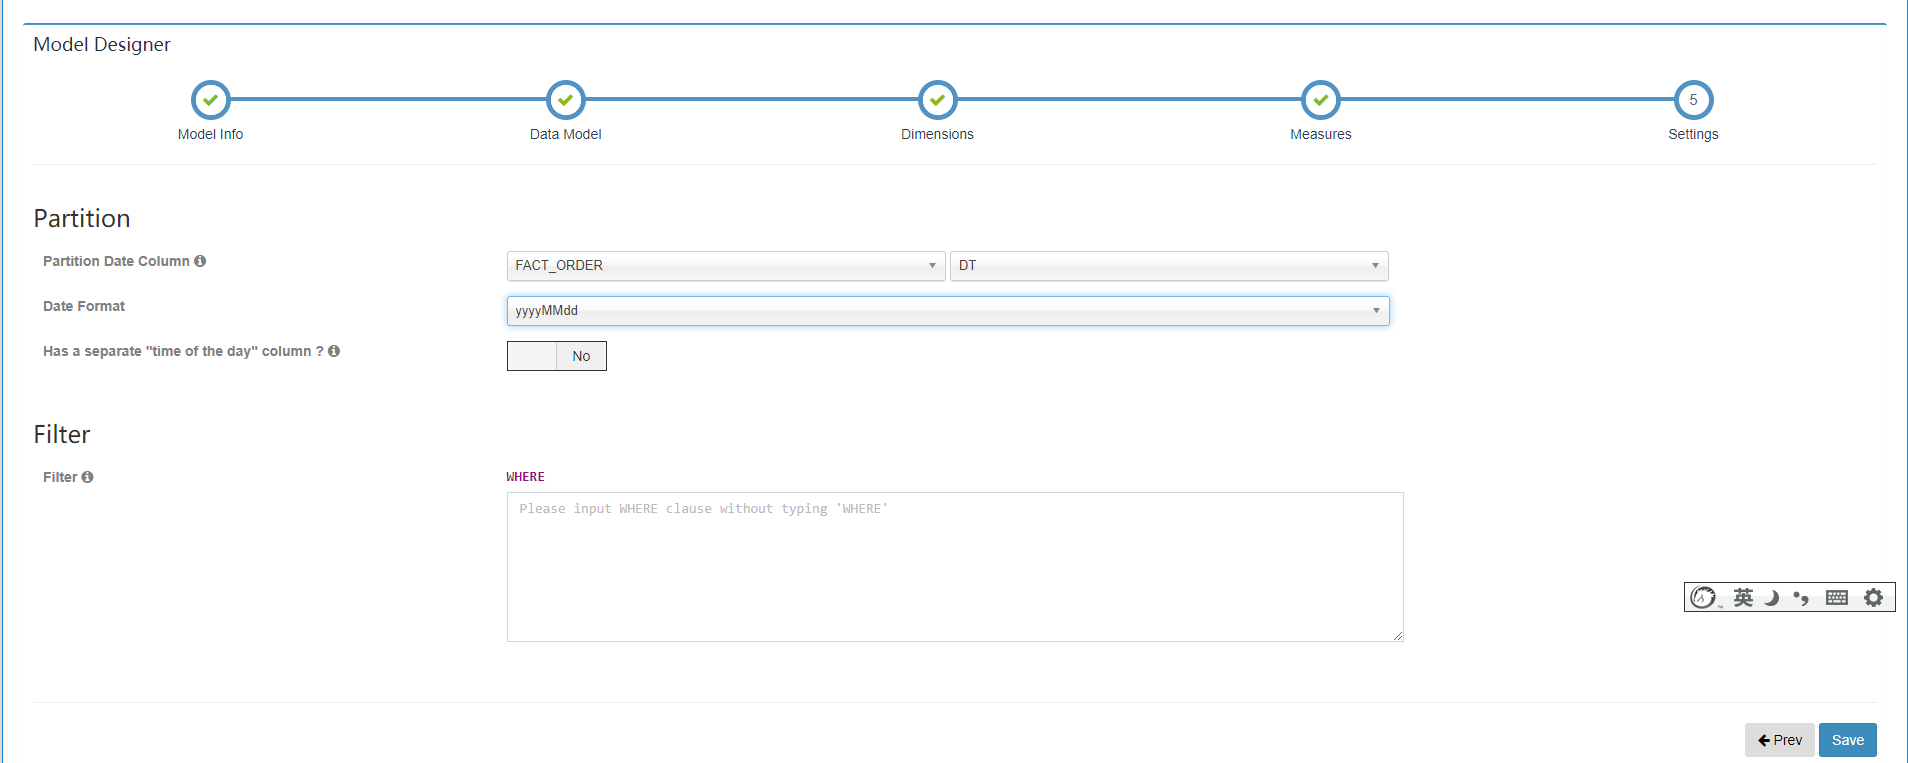 Model Designer
5
Model Info
Data Model
Dimensions
Measures
Settings
Partition
Partition Date Column
FACT_ORDER
DT
Date Format
yyyyMMdd
Has a separate "time of the day" column ?
No
Filter
Filter
WHERE
Please input WHERE clause without typing 'WHERE'
英
Prev
Save